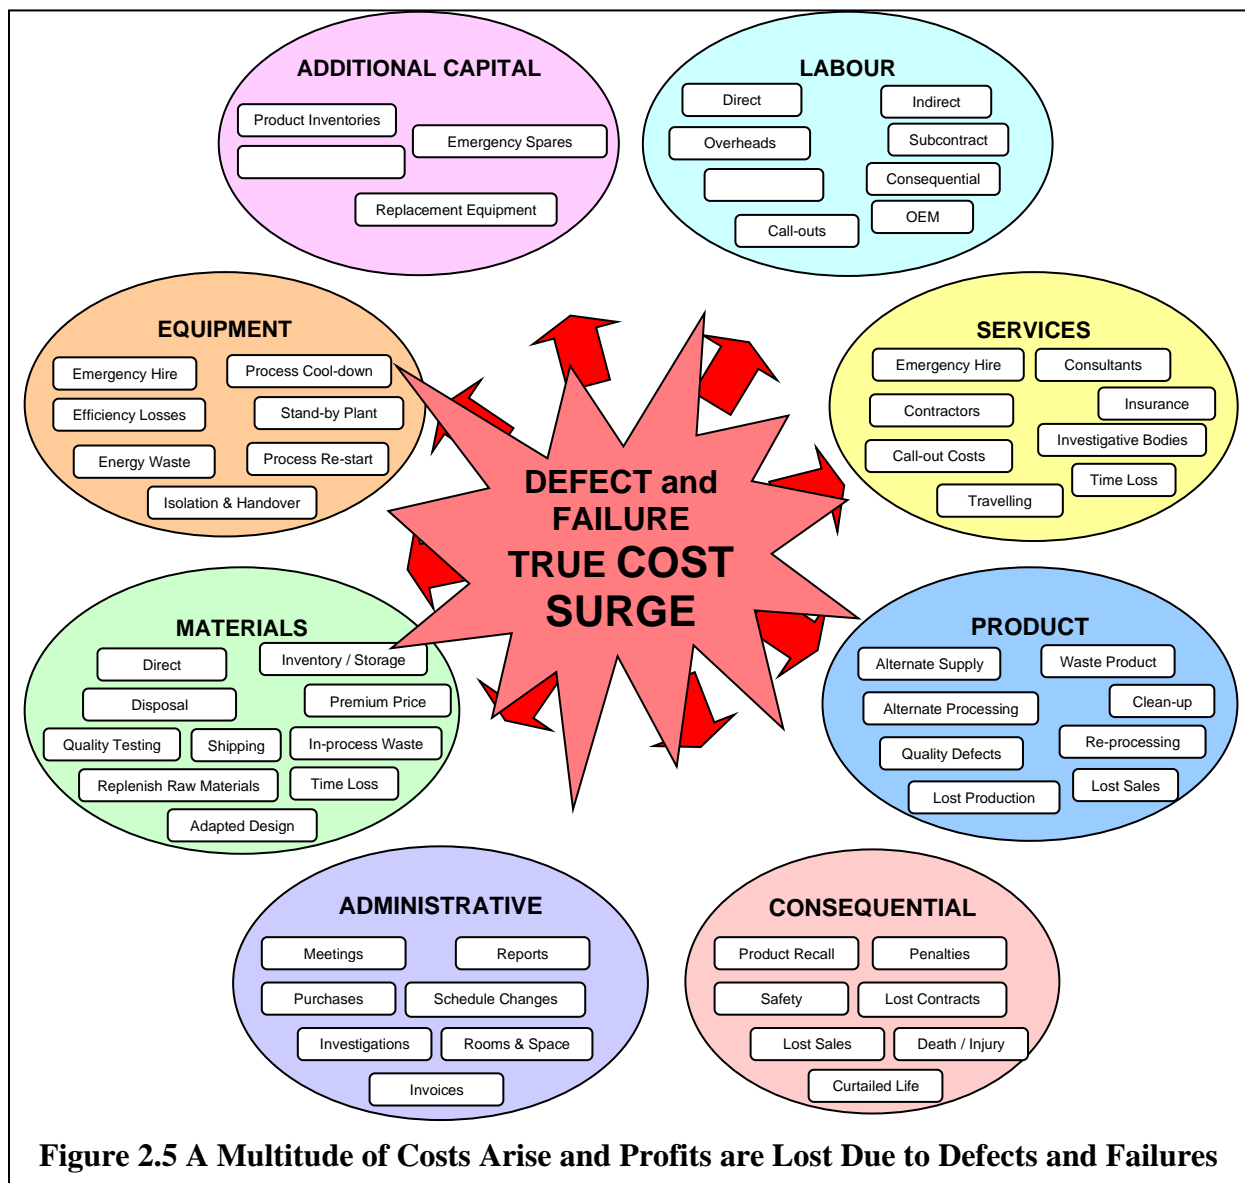 ADDITIONAL CAPITAL
Product Inventories
Emergency Spares
Replacement Equipment
LABOUR
Direct
Indirect
Overheads
Subcontract
Consequential
OEM
Call-outs
EQUIPMENT
Emergency Hire
Process Cool-down
Efficiency Losses
Stand-by Plant
Energy Waste
Process Re-start
Isolation & Handover
SERVICES
Emergency Hire
Consultants
Insurance
Contractors
Investigative Bodies
Call-out Costs
Time Loss
Travelling
DEFECT and
FAILURE
TRUE COST
SURGE
MATERIALS
Direct
Inventory / Storage
Disposal
Premium Price
Quality Testing
Shipping
In-process Waste
Replenish Raw Materials
Time Loss
Adapted Design
PRODUCT
Alternate Supply
Waste Product
Clean-up
Alternate Processing
Re-processing
Quality Defects
Lost Sales
Lost Production
ADMINISTRATIVE
Meetings
Reports
Purchases
Schedule Changes
Investigations
Rooms & Space
Invoices
CONSEQUENTIAL
Product Recall
Penalties
Safety
Lost Contracts
Lost Sales
Death / Injury
Curtailed Life
Figure 2.5 A Multitude of Costs Arise and Profits are Lost Due to Defects and Failures